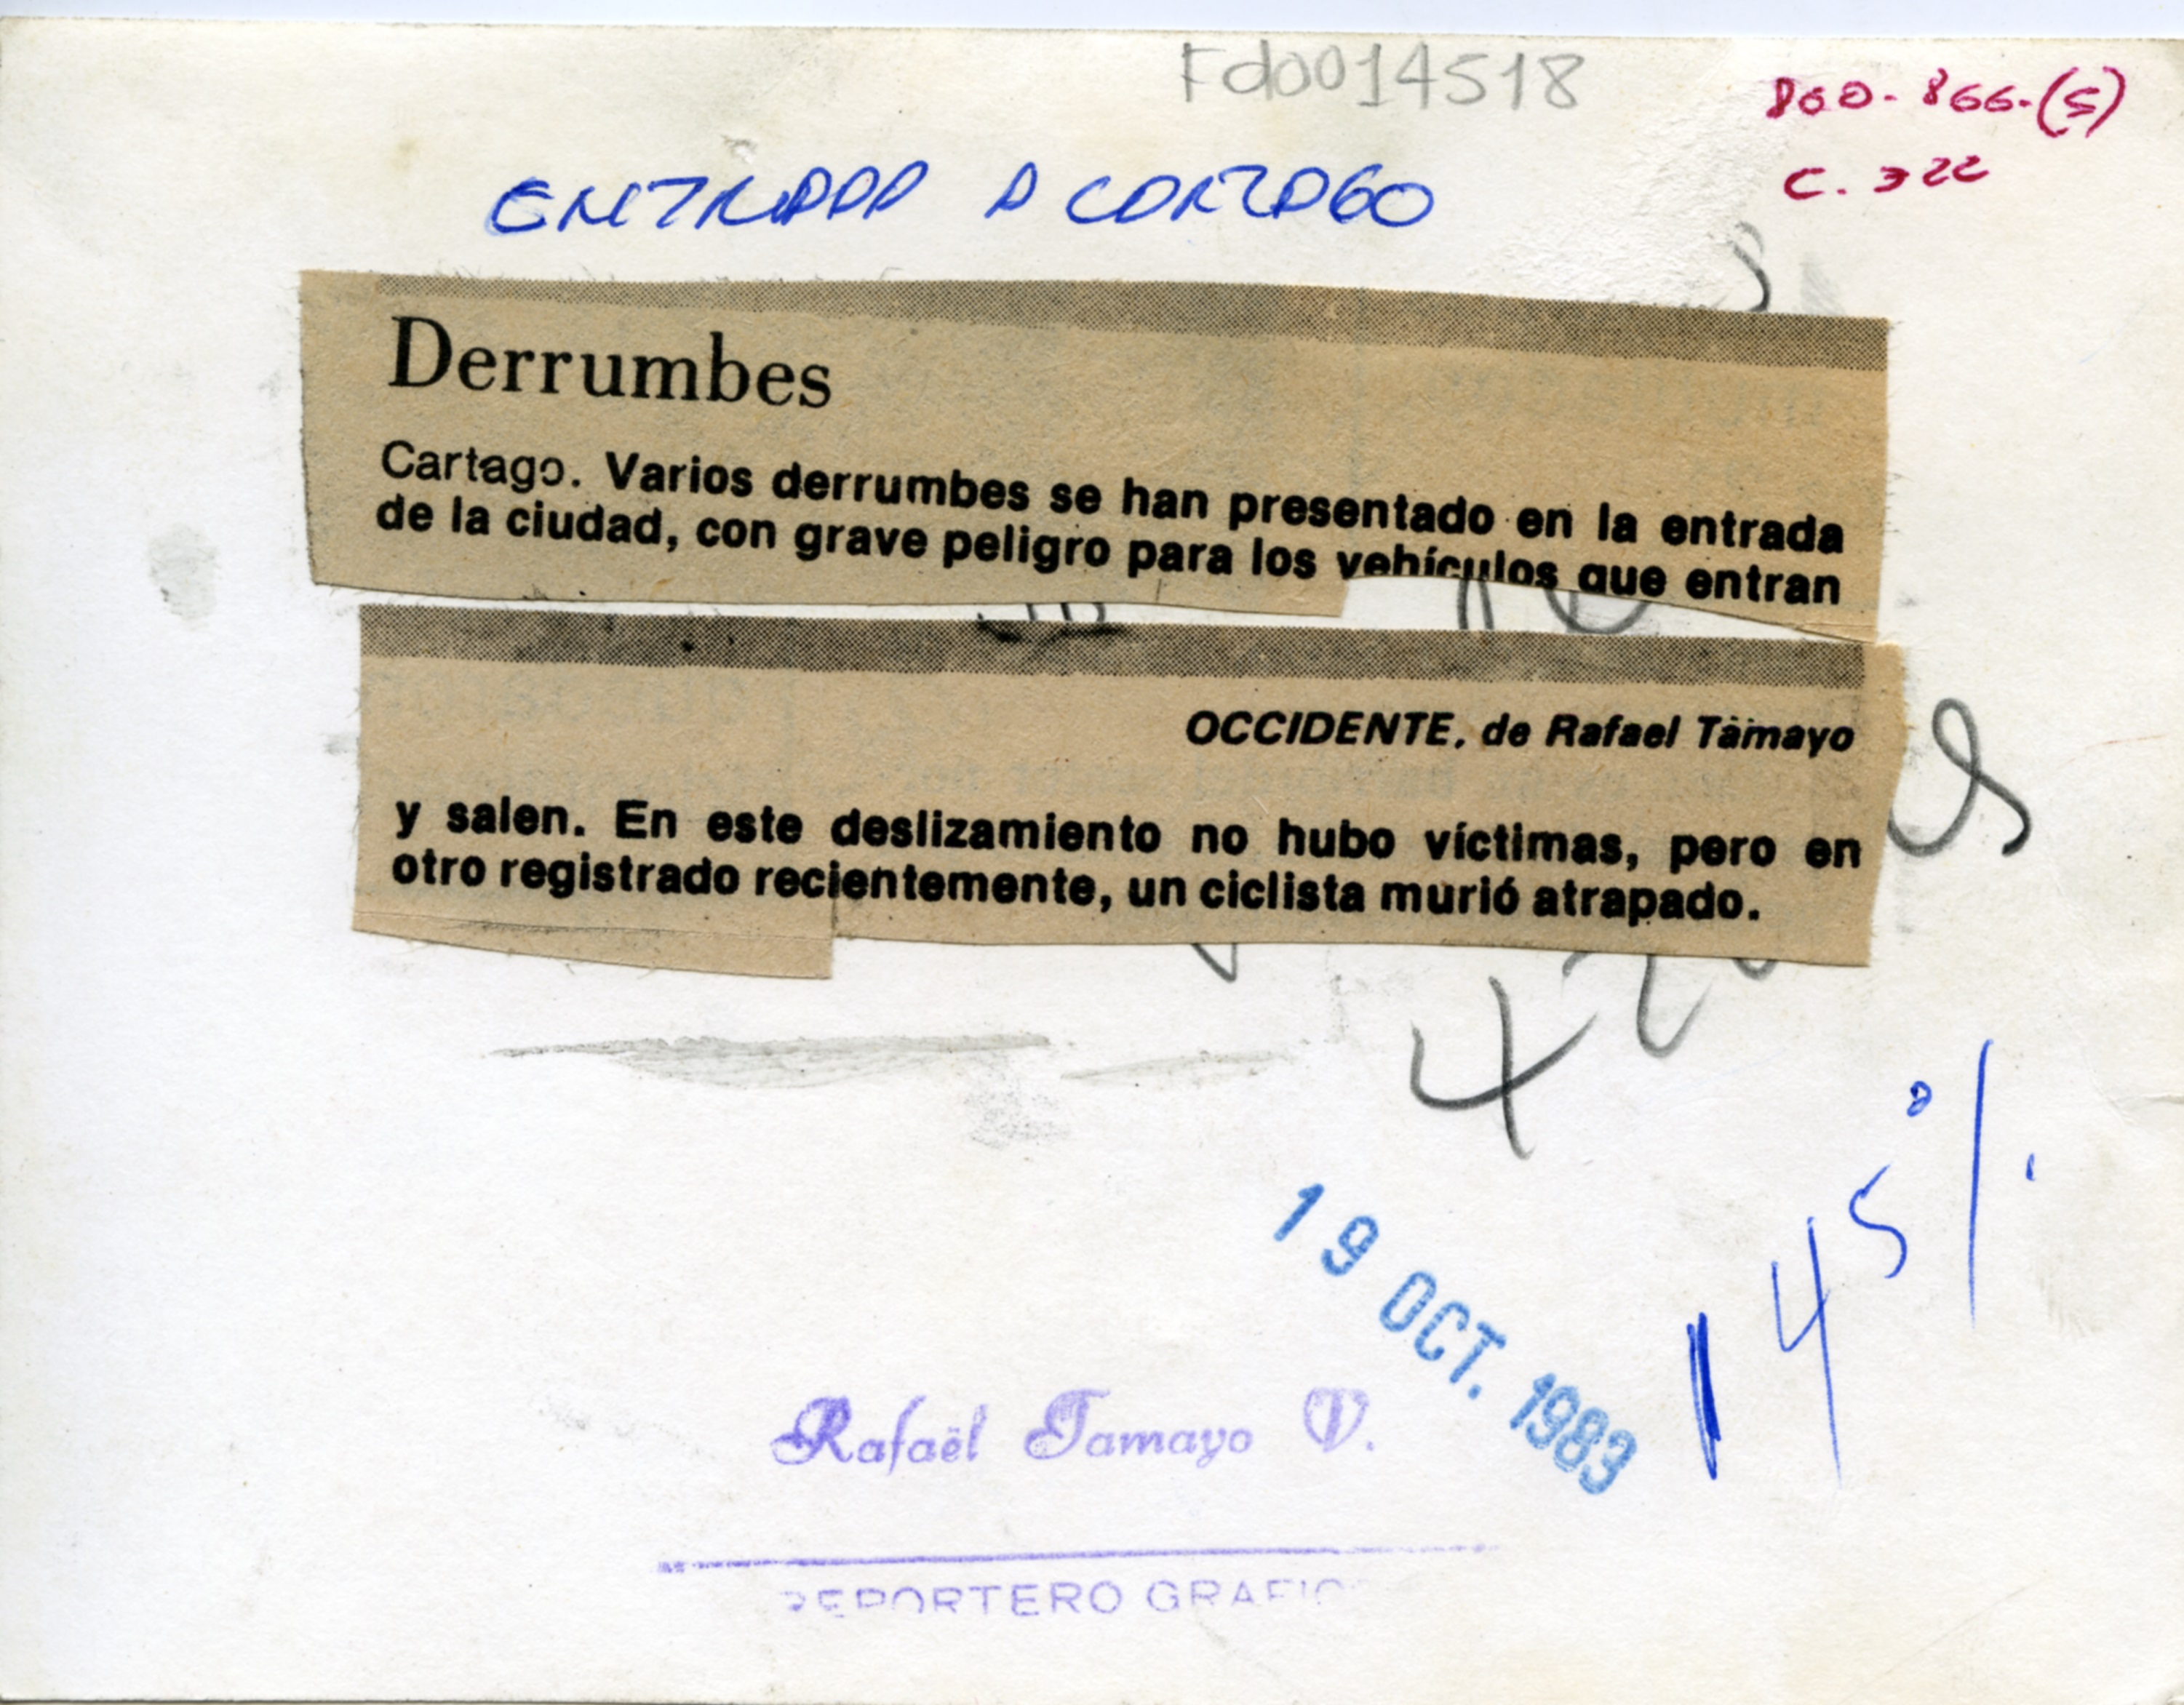 Fd0014518
800-866-(5)
C. 322
ENTRADA A CARTAGO
Derrumbes
Cartago. Varios derrumbes se han presentado en la entrada
de la ciudad, con grave peligro para los vehículos que entran
OCCIDENTE, de Rafael Tamayo
y salen. En este deslizamiento no hubo víctimas, pero en
otro registrado recientemente, un ciclista murió atrapado.
19 OCT. 1983
145%
Rafaël Tamayo V.
REPORTERO GRAFICO